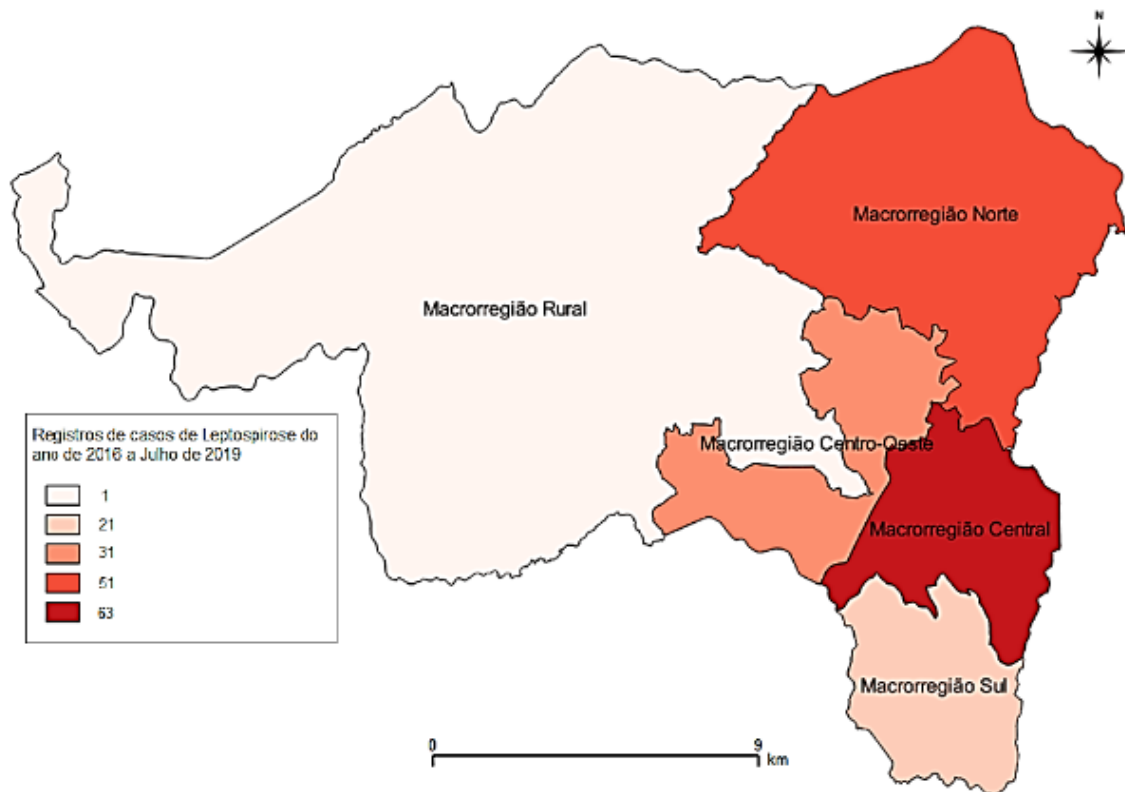 N
Macrorregião Norte
Macrorregião Rural
Registros de casos de Leptospirose do
ano de 2016 a Julho de 2019
1
21
31
51
63
Macrorregião Centro-Oeste
Macrorregião Central
Macrorregião Sul
0 9
km